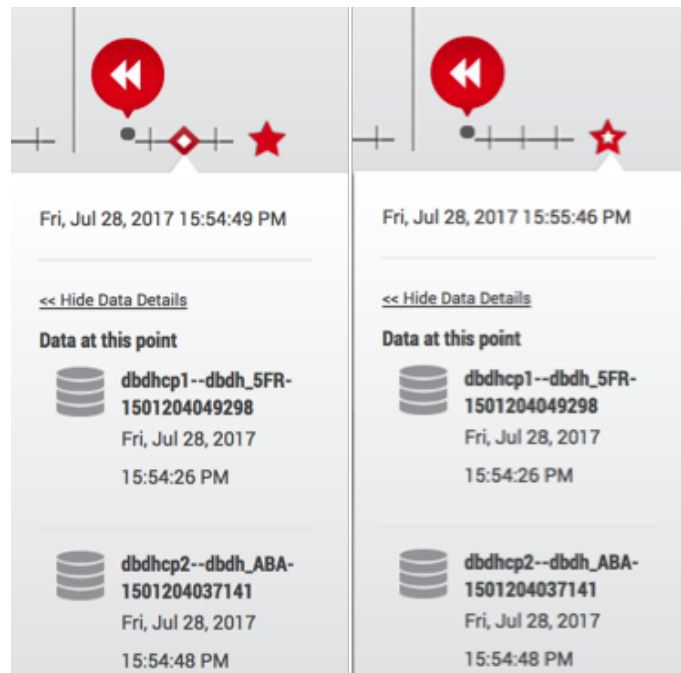 Fri, Jul 28, 2017 15:54:49 PM
<< Hide Data Details
Data at this point
dbdhcp1--dbdh_5FR-
1501204049298
Fri, Jul 28, 2017
15:54:26 PM
dbdhcp2--dbdh_ABA-
1501204037141
Fri, Jul 28, 2017
15:54:48 PM
Fri, Jul 28, 2017 15:55:46 PM
<< Hide Data Details
Data at this point
dbdhcp1--dbdh_5FR-
1501204049298
Fri, Jul 28, 2017
15:54:26 PM
dbdhcp2--dbdh_ABA-
1501204037141
Fri, Jul 28, 2017
15:54:48 PM